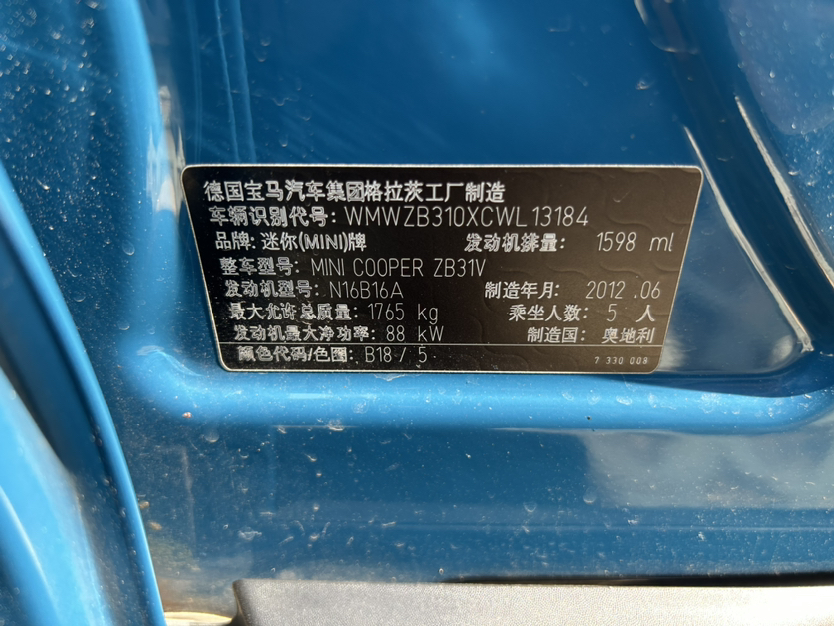 德国宝马汽车集团格拉茨工厂制造
车辆识别代号: WMWZB310XCWL13184
品牌: 迷你(MINI)牌 发动机排量: 1598 ml
整车型号: MINI COOPER ZB31V
发动机型号: N16B16A 制造年月: 2012 .06
最大允许总质量: 1765 kg 乘坐人数: 5 人
发动机最大净功率: 88 kW 制造国: 奥地利
颜色代码/色图: B18 / 5 7 330 008